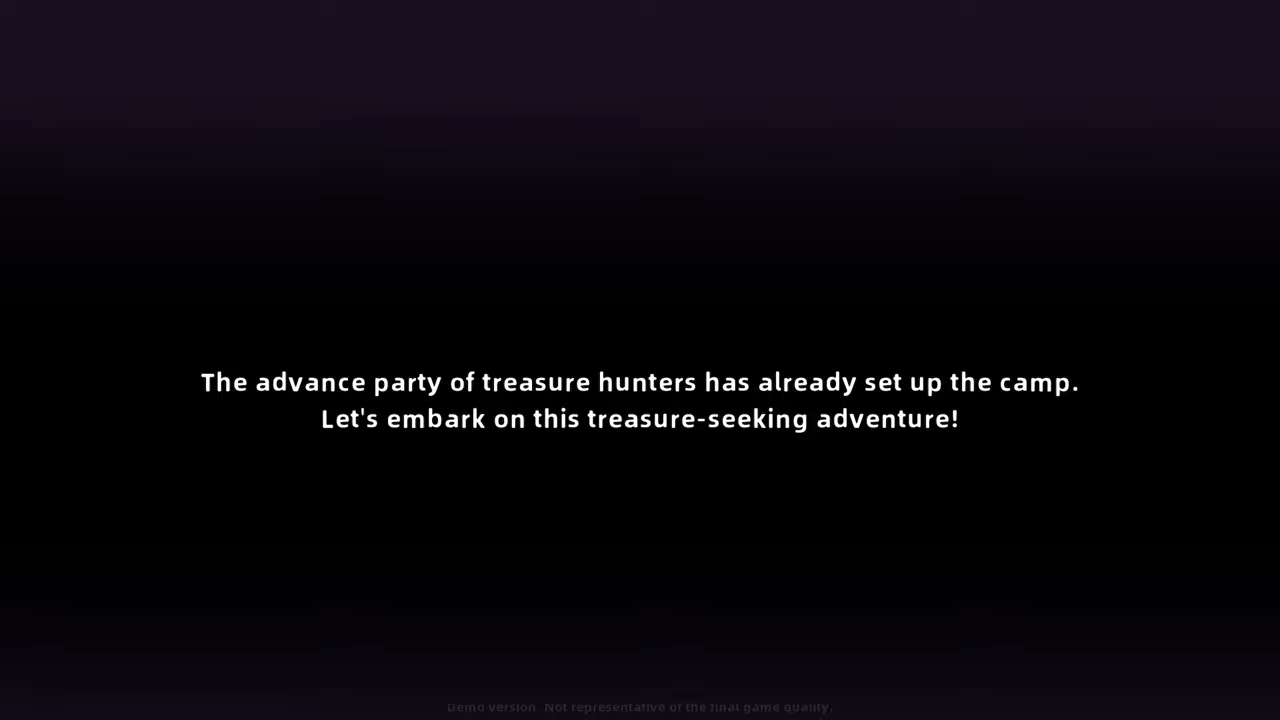 The advance party of treasure hunters has already set up the camp.
Let's embark on this treasure-seeking adventure!
Demo version. Not representative of the final game quality.